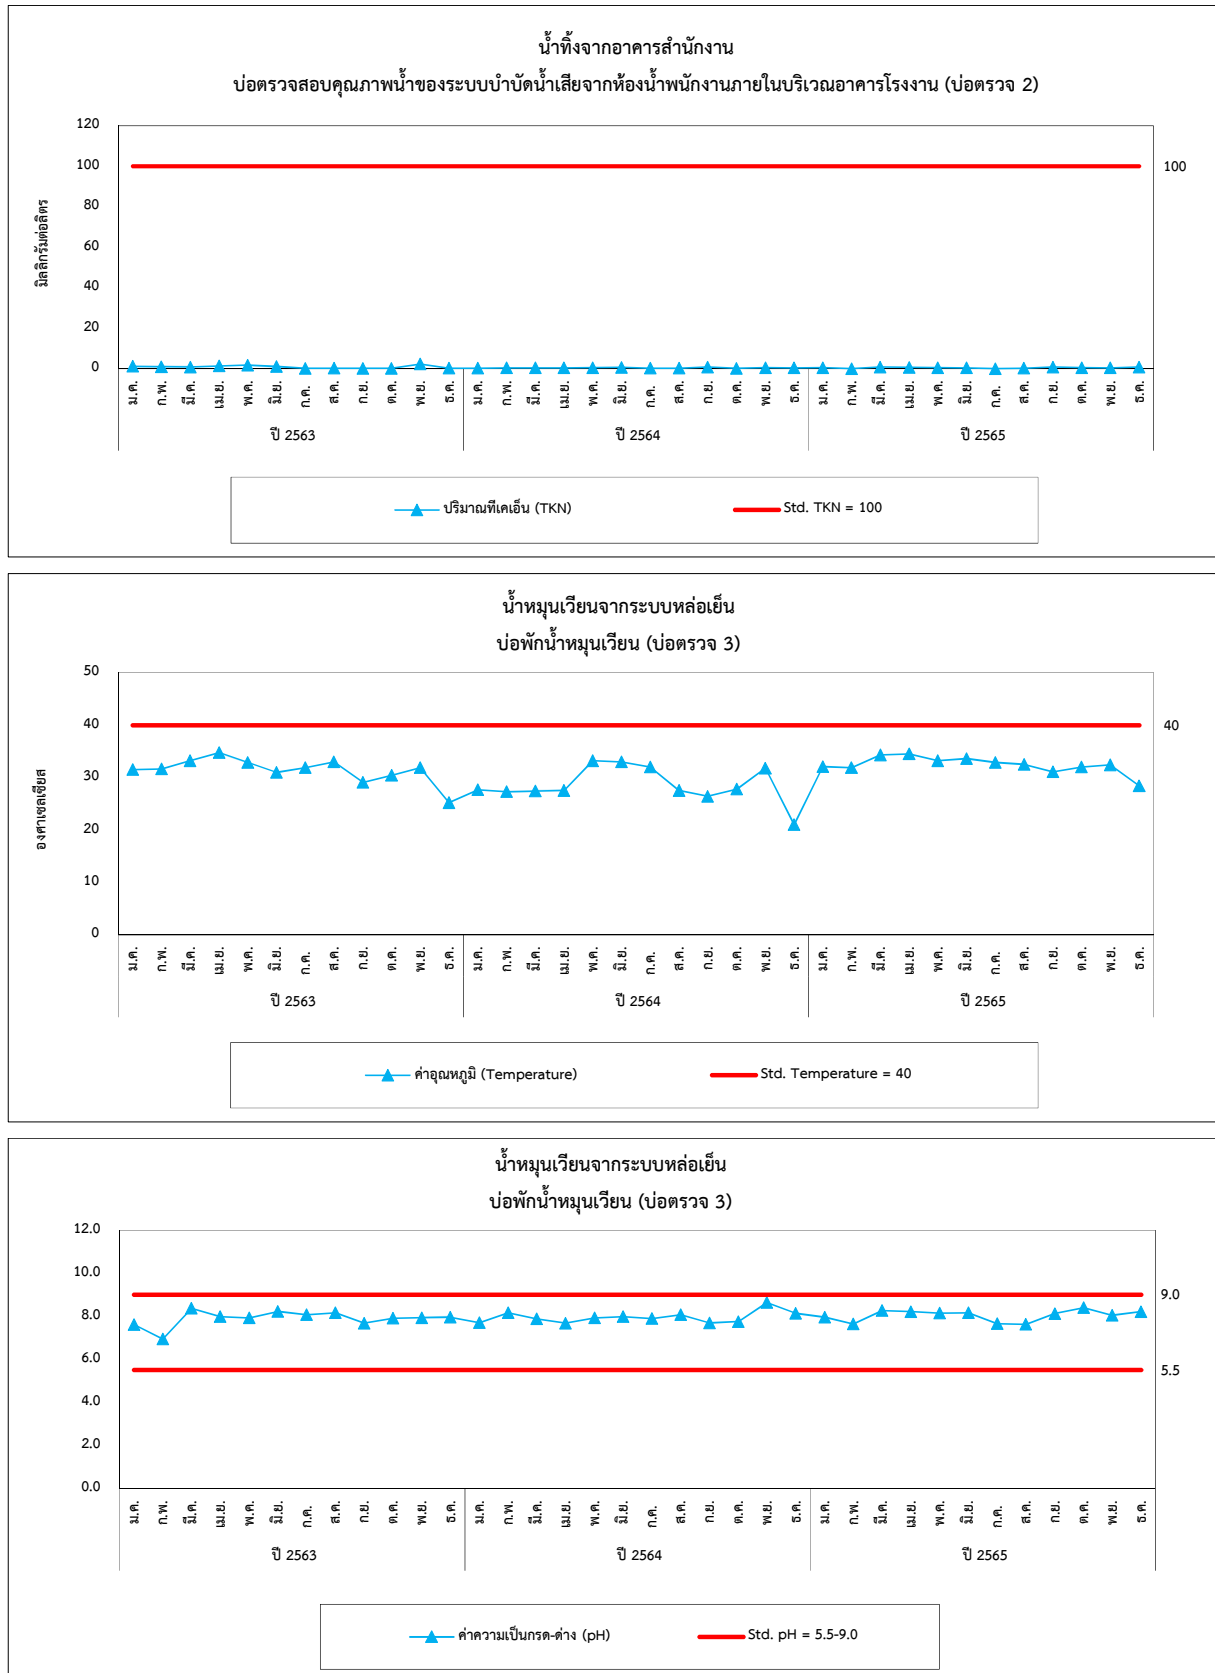 น้ำทิ้งจากอาคารสำนักงาน
บ่อตรวจสอบคุณภาพน้ำของระบบบำบัดน้ำเสียจากห้องน้ำพนักงานภายในบริเวณอาคารโรงงาน (บ่อตรวจ 2)
มิลลิกรัมต่อลิตร
120
100
80
60
40
20
0
100
ม.ค. ก.พ. มี.ค. เม.ย. พ.ค. มิ.ย. ก.ค. ส.ค. ก.ย. ต.ค. พ.ย. ธ.ค. ม.ค. ก.พ. มี.ค. เม.ย. พ.ค. มิ.ย. ก.ค. ส.ค. ก.ย. ต.ค. พ.ย. ธ.ค. ม.ค. ก.พ. มี.ค. เม.ย. พ.ค. มิ.ย. ก.ค. ส.ค. ก.ย. ต.ค. พ.ย. ธ.ค.
ปี 2563 ปี 2564 ปี 2565
ปริมาณทีเคเอ็น (TKN) Std. TKN = 100
น้ำหมุนเวียนจากระบบหล่อเย็น
บ่อพักน้ำหมุนเวียน (บ่อตรวจ 3)
องศาเซลเซียส
50
40
30
20
10
0
40
ม.ค. ก.พ. มี.ค. เม.ย. พ.ค. มิ.ย. ก.ค. ส.ค. ก.ย. ต.ค. พ.ย. ธ.ค. ม.ค. ก.พ. มี.ค. เม.ย. พ.ค. มิ.ย. ก.ค. ส.ค. ก.ย. ต.ค. พ.ย. ธ.ค. ม.ค. ก.พ. มี.ค. เม.ย. พ.ค. มิ.ย. ก.ค. ส.ค. ก.ย. ต.ค. พ.ย. ธ.ค.
ปี 2563 ปี 2564 ปี 2565
ค่าอุณหภูมิ (Temperature) Std. Temperature = 40
น้ำหมุนเวียนจากระบบหล่อเย็น
บ่อพักน้ำหมุนเวียน (บ่อตรวจ 3)
12.0
10.0
8.0
6.0
4.0
2.0
0.0
9.0
5.5
ม.ค. ก.พ. มี.ค. เม.ย. พ.ค. มิ.ย. ก.ค. ส.ค. ก.ย. ต.ค. พ.ย. ธ.ค. ม.ค. ก.พ. มี.ค. เม.ย. พ.ค. มิ.ย. ก.ค. ส.ค. ก.ย. ต.ค. พ.ย. ธ.ค. ม.ค. ก.พ. มี.ค. เม.ย. พ.ค. มิ.ย. ก.ค. ส.ค. ก.ย. ต.ค. พ.ย. ธ.ค.
ปี 2563 ปี 2564 ปี 2565
ค่าความเป็นกรด-ด่าง (pH) Std. pH = 5.5-9.0